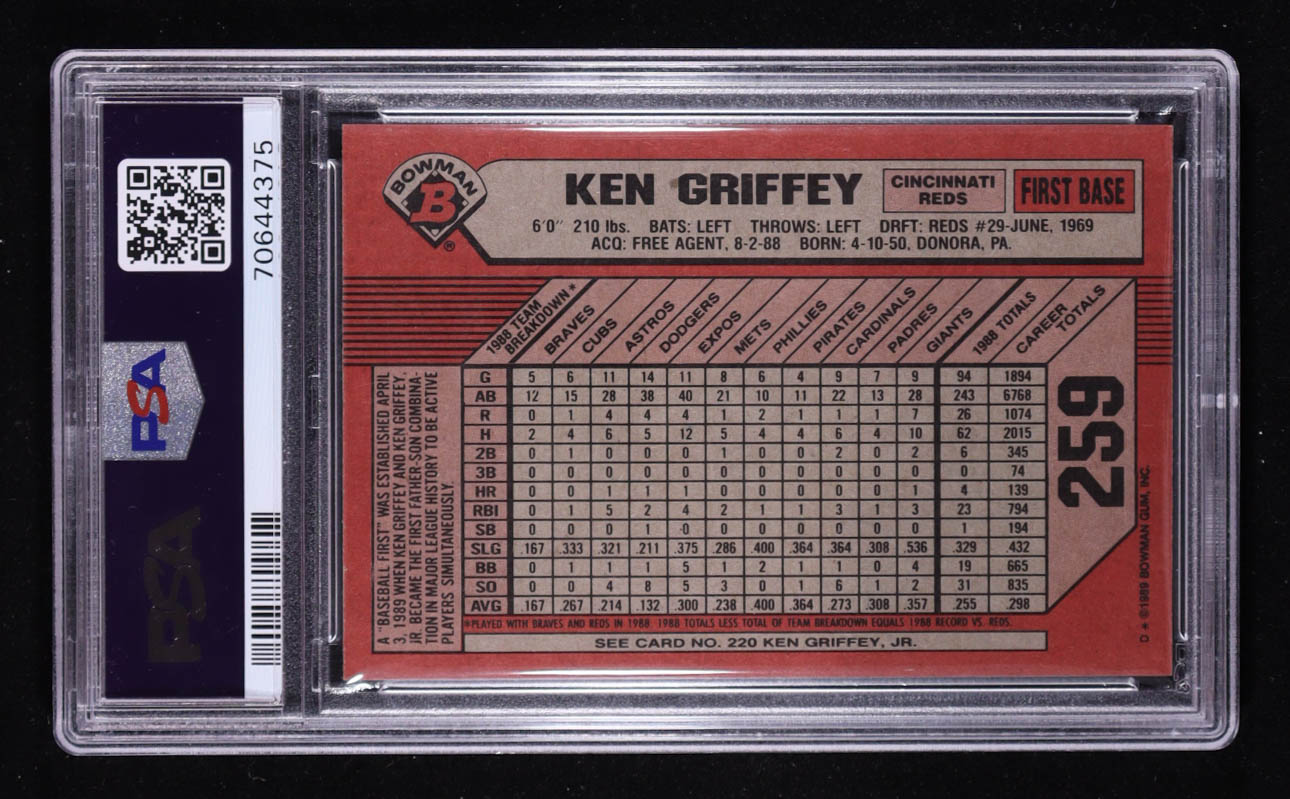 70644375
PSA
PSA
BOWMAN
B
®
KEN GRIFFEY
CINCINNATI
REDS
FIRST BASE
6'0" 210 lbs. BATS: LEFT THROWS: LEFT DRFT: REDS #29-JUNE, 1969
ACQ: FREE AGENT, 8-2-88 BORN: 4-10-50, DONORA, PA.
1988 TEAM
BREAKDOWN* BRAVES CUBS ASTROS DODGERS EXPOS METS PHILLIES PIRATES CARDINALS PADRES GIANTS 1988 TOTALS CAREER TOTALS
G 5 6 11 14 11 8 6 4 9 7 9 94 1894
AB 12 15 28 38 40 21 10 11 22 13 28 243 6768
R 0 1 4 4 4 1 2 1 1 1 7 26 1074
H 2 4 6 5 12 5 4 4 6 4 10 62 2015
2B 0 1 0 0 0 1 0 0 2 0 2 6 345
3B 0 0 0 0 0 0 0 0 0 0 0 0 74
HR 0 0 1 1 1 0 0 0 0 0 1 4 139
RBI 0 1 5 2 4 2 1 1 3 1 3 23 794
SB 0 0 0 1 0 0 0 0 0 0 0 1 194
SLG .167 .333 .321 .211 .375 .286 .400 .364 .364 .308 .536 .329 .432
BB 0 1 1 1 5 1 2 1 1 0 4 19 665
SO 0 0 4 8 5 3 0 1 6 1 2 31 835
AVG .167 .267 .214 .132 .300 .238 .400 .364 .273 .308 .357 .255 .298
*PLAYED WITH BRAVES AND REDS IN 1988. 1988 TOTALS LESS TOTAL OF TEAM BREAKDOWN EQUALS 1988 RECORD VS. REDS.
SEE CARD NO. 220 KEN GRIFFEY, JR.
A "BASEBALL FIRST" WAS ESTABLISHED APRIL
3, 1989 WHEN KEN GRIFFEY AND KEN GRIFFEY,
JR. BECAME THE FIRST FATHER-SON COMBINA-
TION IN MAJOR LEAGUE HISTORY TO BE ACTIVE
PLAYERS SIMULTANEOUSLY.
259
D * ©1989 BOWMAN GUM, INC.